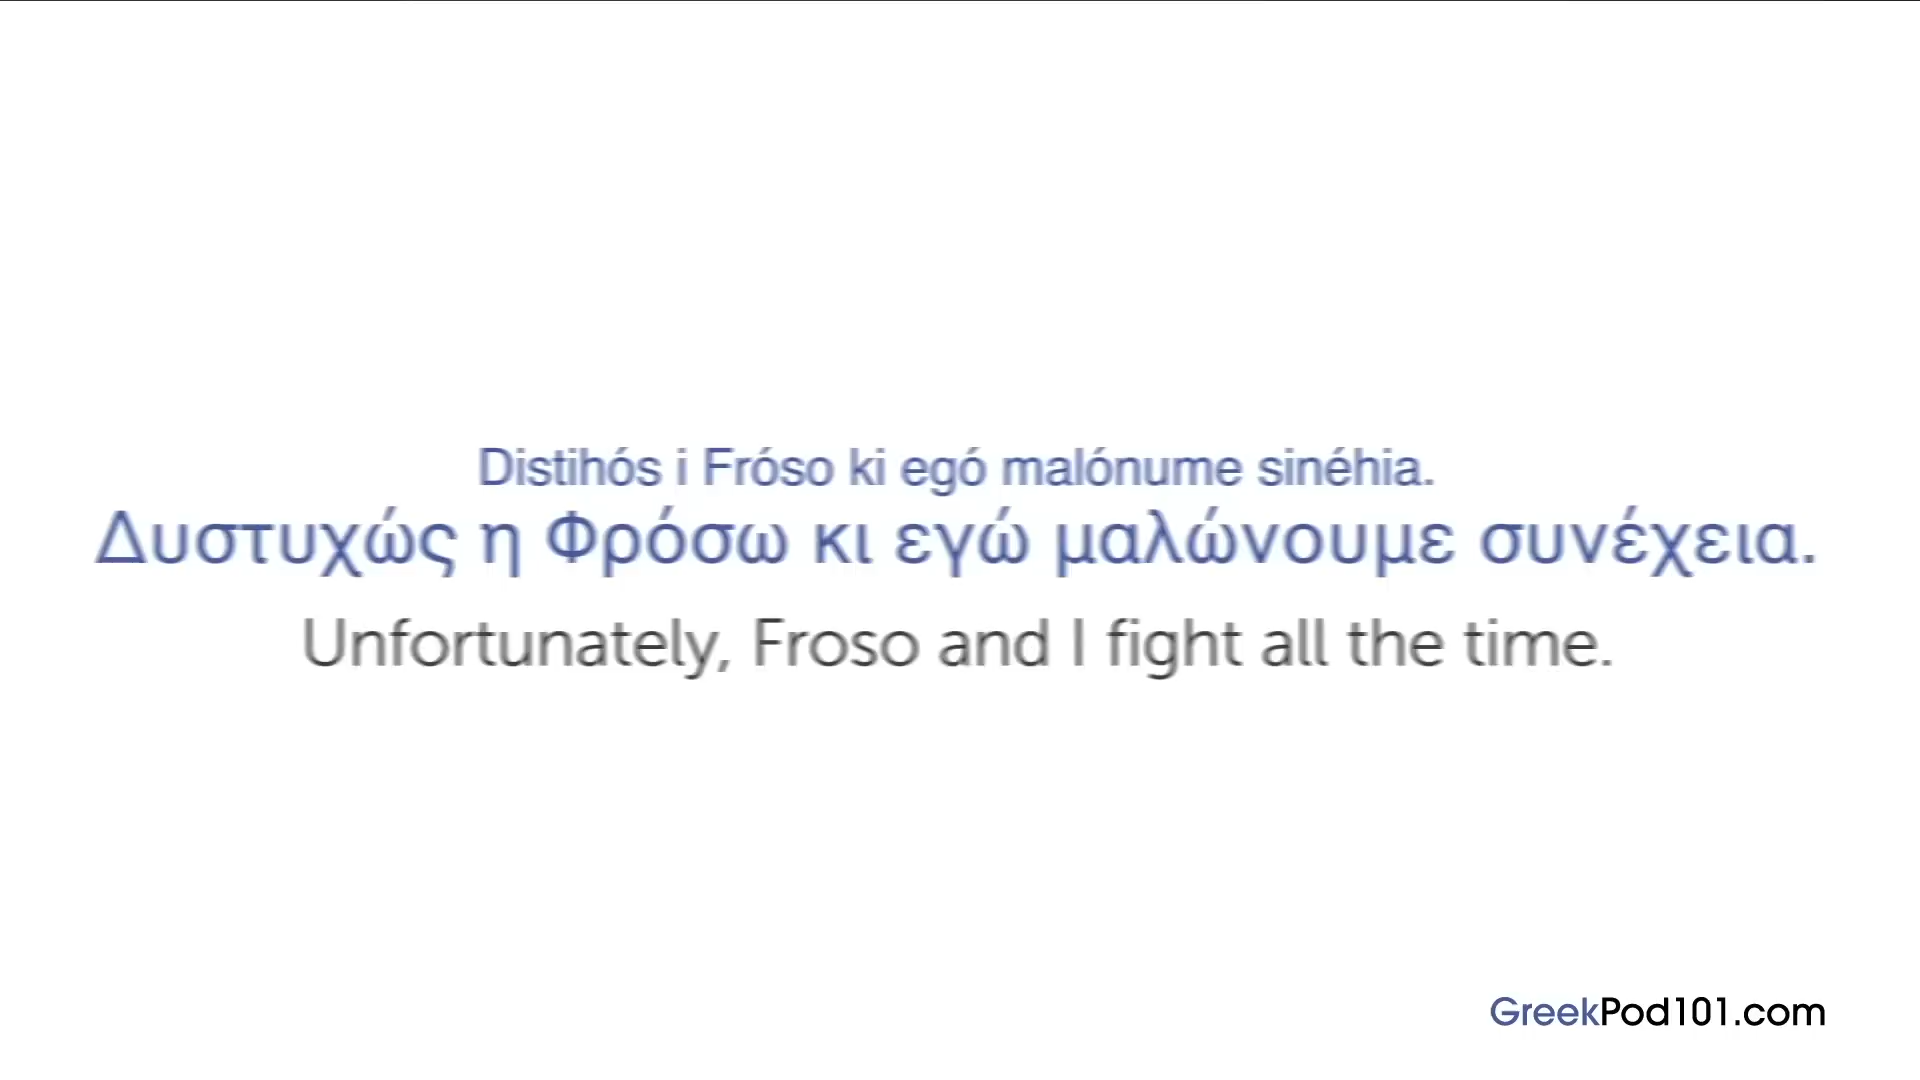 Distihós i Fróso ki egó malónume sinéhia.
Δυστυχώς η Φρόσω κι εγώ μαλώνουμε συνέχεια.
Unfortunately, Froso and I fight all the time.
GreekPod101.com